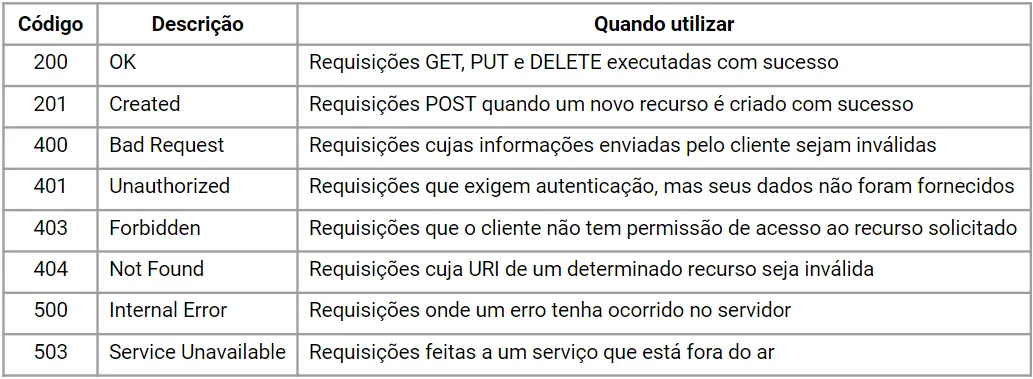 Código Descrição Quando utilizar
200 OK Requisições GET, PUT e DELETE executadas com sucesso
201 Created Requisições POST quando um novo recurso é criado com sucesso
400 Bad Request Requisições cujas informações enviadas pelo cliente sejam inválidas
401 Unauthorized Requisições que exigem autenticação, mas seus dados não foram fornecidos
403 Forbidden Requisições que o cliente não tem permissão de acesso ao recurso solicitado
404 Not Found Requisições cuja URI de um determinado recurso seja inválida
500 Internal Error Requisições onde um erro tenha ocorrido no servidor
503 Service Unavailable Requisições feitas a um serviço que está fora do ar